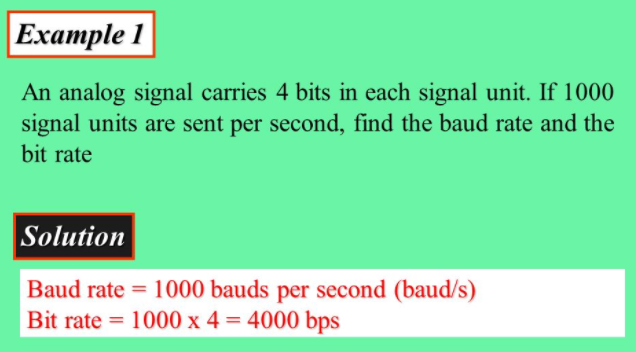 Example 1
An analog signal carries 4 bits in each signal unit. If 1000
signal units are sent per second, find the baud rate and the
bit rate
Solution
Baud rate = 1000 bauds per second (baud/s)
Bit rate = 1000 x 4 = 4000 bps